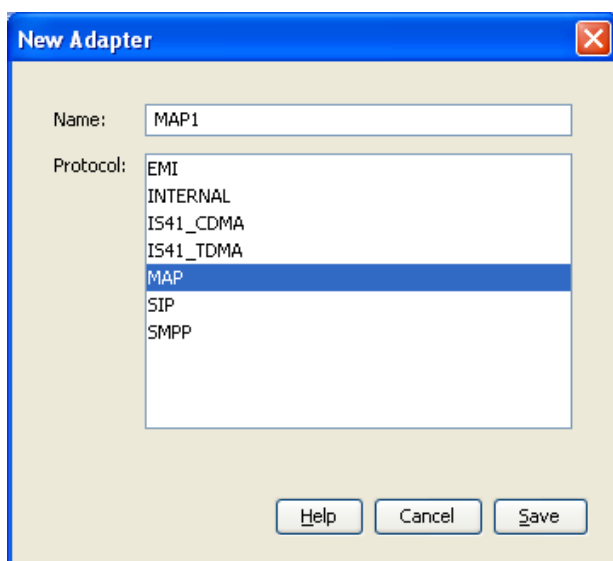 New Adapter
Name: MAP1
Protocol: EMI
INTERNAL
IS41_CDMA
IS41_TDMA
MAP
SIP
SMPP
Help Cancel Save